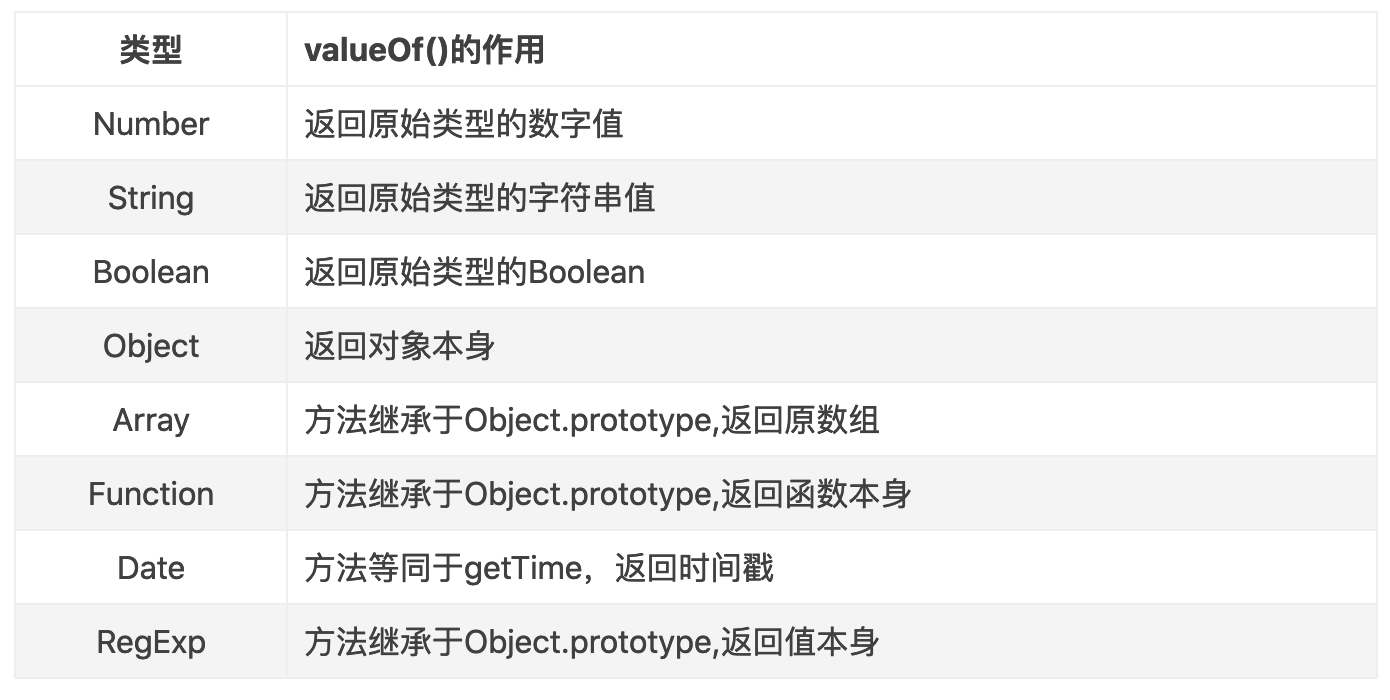 类型 valueOf()的作用
Number 返回原始类型的数字值
String 返回原始类型的字符串值
Boolean 返回原始类型的Boolean
Object 返回对象本身
Array 方法继承于Object.prototype,返回原数组
Function 方法继承于Object.prototype,返回函数本身
Date 方法等同于getTime，返回时间戳
RegExp 方法继承于Object.prototype,返回值本身